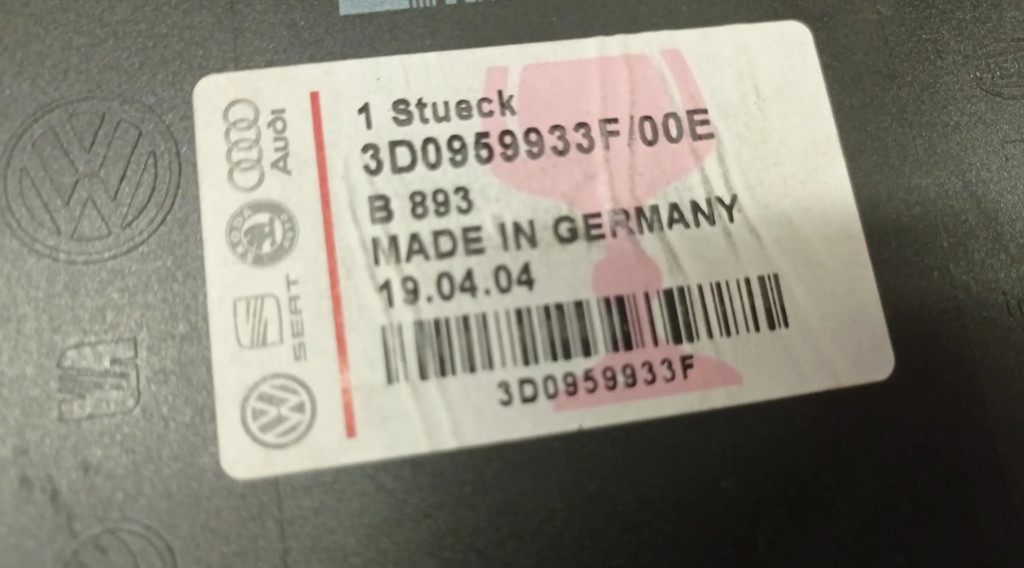 1 Stueck
3D0959933F/00E
B 893
MADE IN GERMANY
19.04.04
3D0959933F
Audi
SEAT